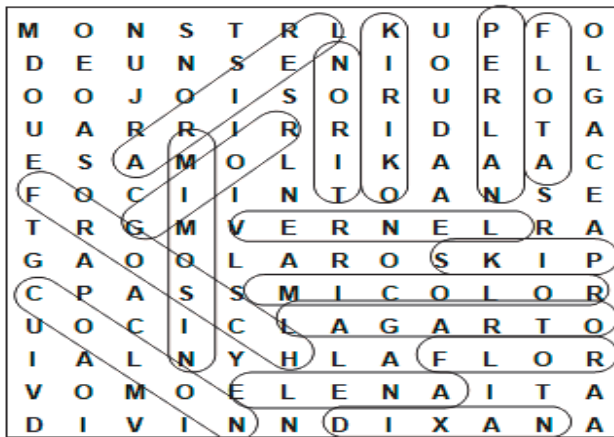 M O N S T R L K U P F O
D E U N S E N I O E L L
O O J O I S O R U R O G
U A R R I R R I D L T A
E S A M O L I K A A A C
F O C I I N T O A N S E
T R G M V E R N E L R A
G A O O L A R O S K I P
C P A S S M I C O L O R
U O C I C L A G A R T O
I A L N Y H L A F L O R
V O M O E L E N A I T A
D I V I N N D I X A N A